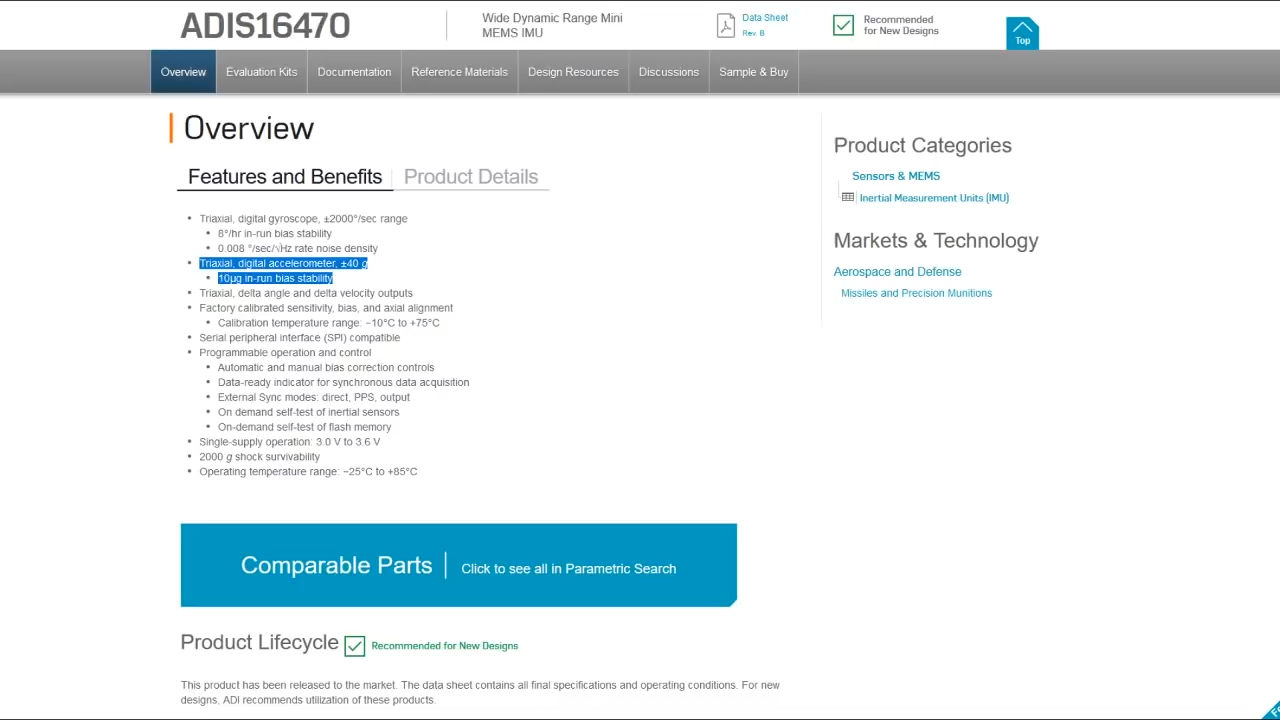 ADIS16470
Wide Dynamic Range Mini
MEMS IMU
Data Sheet
Rev. B
Recommended
for New Designs
Top
Overview
Evaluation Kits
Documentation
Reference Materials
Design Resources
Discussions
Sample & Buy
Overview
Features and Benefits
Product Details
Triaxial, digital gyroscope, ±2000°/sec range
8°/hr in-run bias stability
0.008 °/sec/√Hz rate noise density
Triaxial, digital accelerometer, ±40 g
10μg in-run bias stability
Triaxial, delta angle and delta velocity outputs
Factory calibrated sensitivity, bias, and axial alignment
Calibration temperature range: −10°C to +75°C
Serial peripheral interface (SPI) compatible
Programmable operation and control
Automatic and manual bias correction controls
Data-ready indicator for synchronous data acquisition
External Sync modes: direct, PPS, output
On demand self-test of inertial sensors
On-demand self-test of flash memory
Single-supply operation: 3.0 V to 3.6 V
2000 g shock survivability
Operating temperature range: −25°C to +85°C
Comparable Parts
Click to see all in Parametric Search
Product Lifecycle
Recommended for New Designs
This product has been released to the market. The data sheet contains all final specifications and operating conditions. For new
designs, ADI recommends utilization of these products.
Product Categories
Sensors & MEMS
Inertial Measurement Units (IMU)
Markets & Technology
Aerospace and Defense
Missiles and Precision Munitions